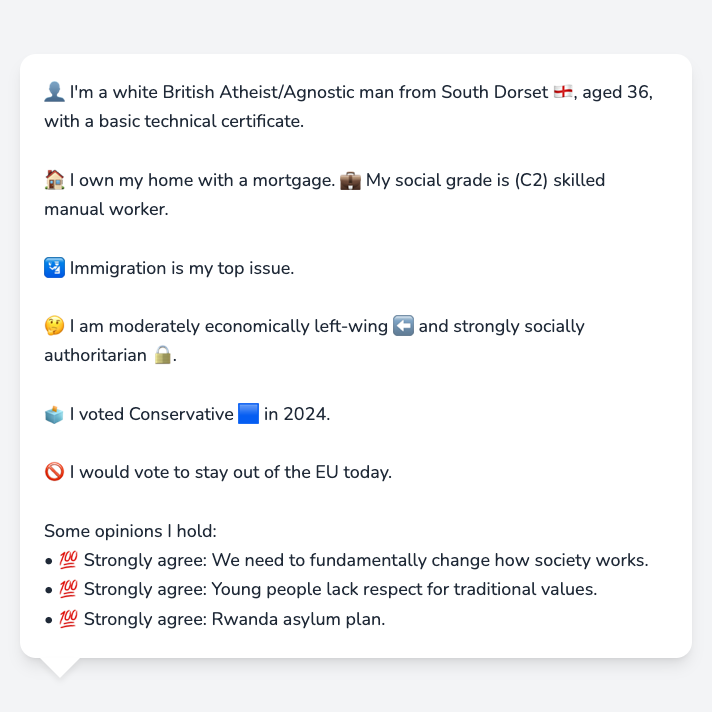 👤 I'm a white British Atheist/Agnostic man from South Dorset 🏴󠁧󠁢󠁥󠁮󠁧󠁿, aged 36,
with a basic technical certificate.
🏠 I own my home with a mortgage. 💼 My social grade is (C2) skilled
manual worker.
🛂 Immigration is my top issue.
🤔 I am moderately economically left-wing ⬅️ and strongly socially
authoritarian 🔒.
🗳️ I voted Conservative 🟦 in 2024.
🚫 I would vote to stay out of the EU today.
Some opinions I hold:
• 💯 Strongly agree: We need to fundamentally change how society works.
• 💯 Strongly agree: Young people lack respect for traditional values.
• 💯 Strongly agree: Rwanda asylum plan.